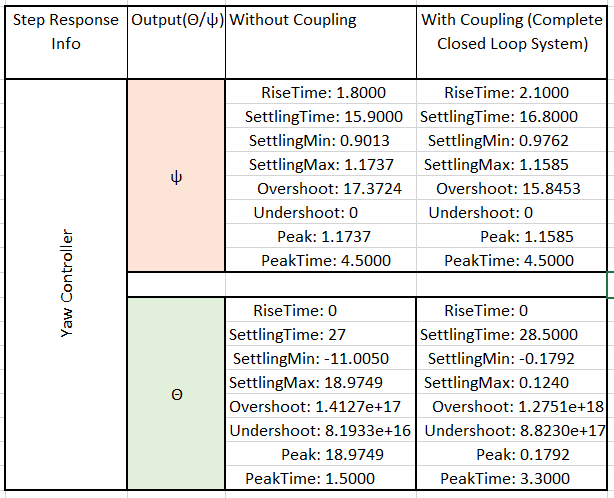 Step Response Info
Output(Θ/ψ)
Without Coupling
With Coupling (Complete Closed Loop System)
Yaw Controller
ψ
RiseTime: 1.8000
SettlingTime: 15.9000
SettlingMin: 0.9013
SettlingMax: 1.1737
Overshoot: 17.3724
Undershoot: 0
Peak: 1.1737
PeakTime: 4.5000
RiseTime: 2.1000
SettlingTime: 16.8000
SettlingMin: 0.9762
SettlingMax: 1.1585
Overshoot: 15.8453
Undershoot: 0
Peak: 1.1585
PeakTime: 4.5000
Θ
RiseTime: 0
SettlingTime: 27
SettlingMin: -11.0050
SettlingMax: 18.9749
Overshoot: 1.4127e+17
Undershoot: 8.1933e+16
Peak: 18.9749
PeakTime: 1.5000
RiseTime: 0
SettlingTime: 28.5000
SettlingMin: -0.1792
SettlingMax: 0.1240
Overshoot: 1.2751e+18
Undershoot: 8.8230e+17
Peak: 0.1792
PeakTime: 3.3000